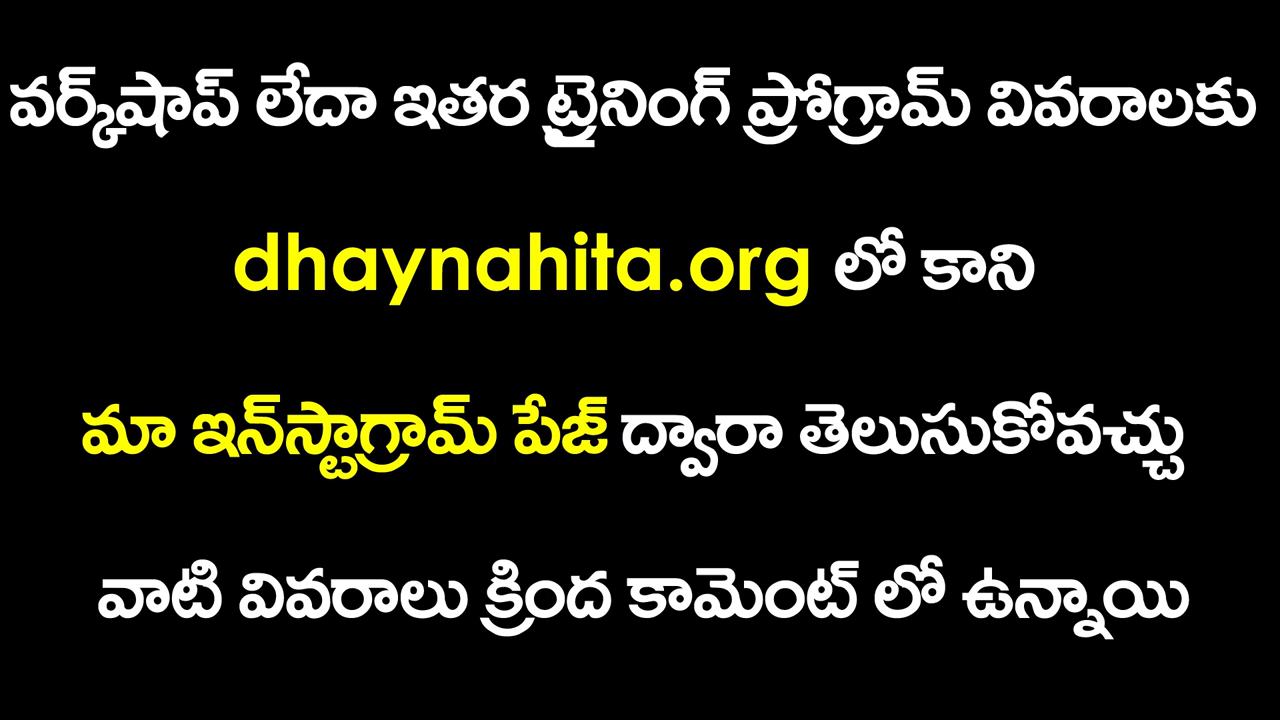 వర్క్‌షాప్ లేదా ఇతర ట్రైనింగ్ ప్రోగ్రామ్ వివరాలకు
dhaynahita.org లో కాని
మా ఇన్‌స్టాగ్రామ్ పేజ్ ద్వారా తెలుసుకోవచ్చు
వాటి వివరాలు క్రింద కామెంట్ లో ఉన్నాయి